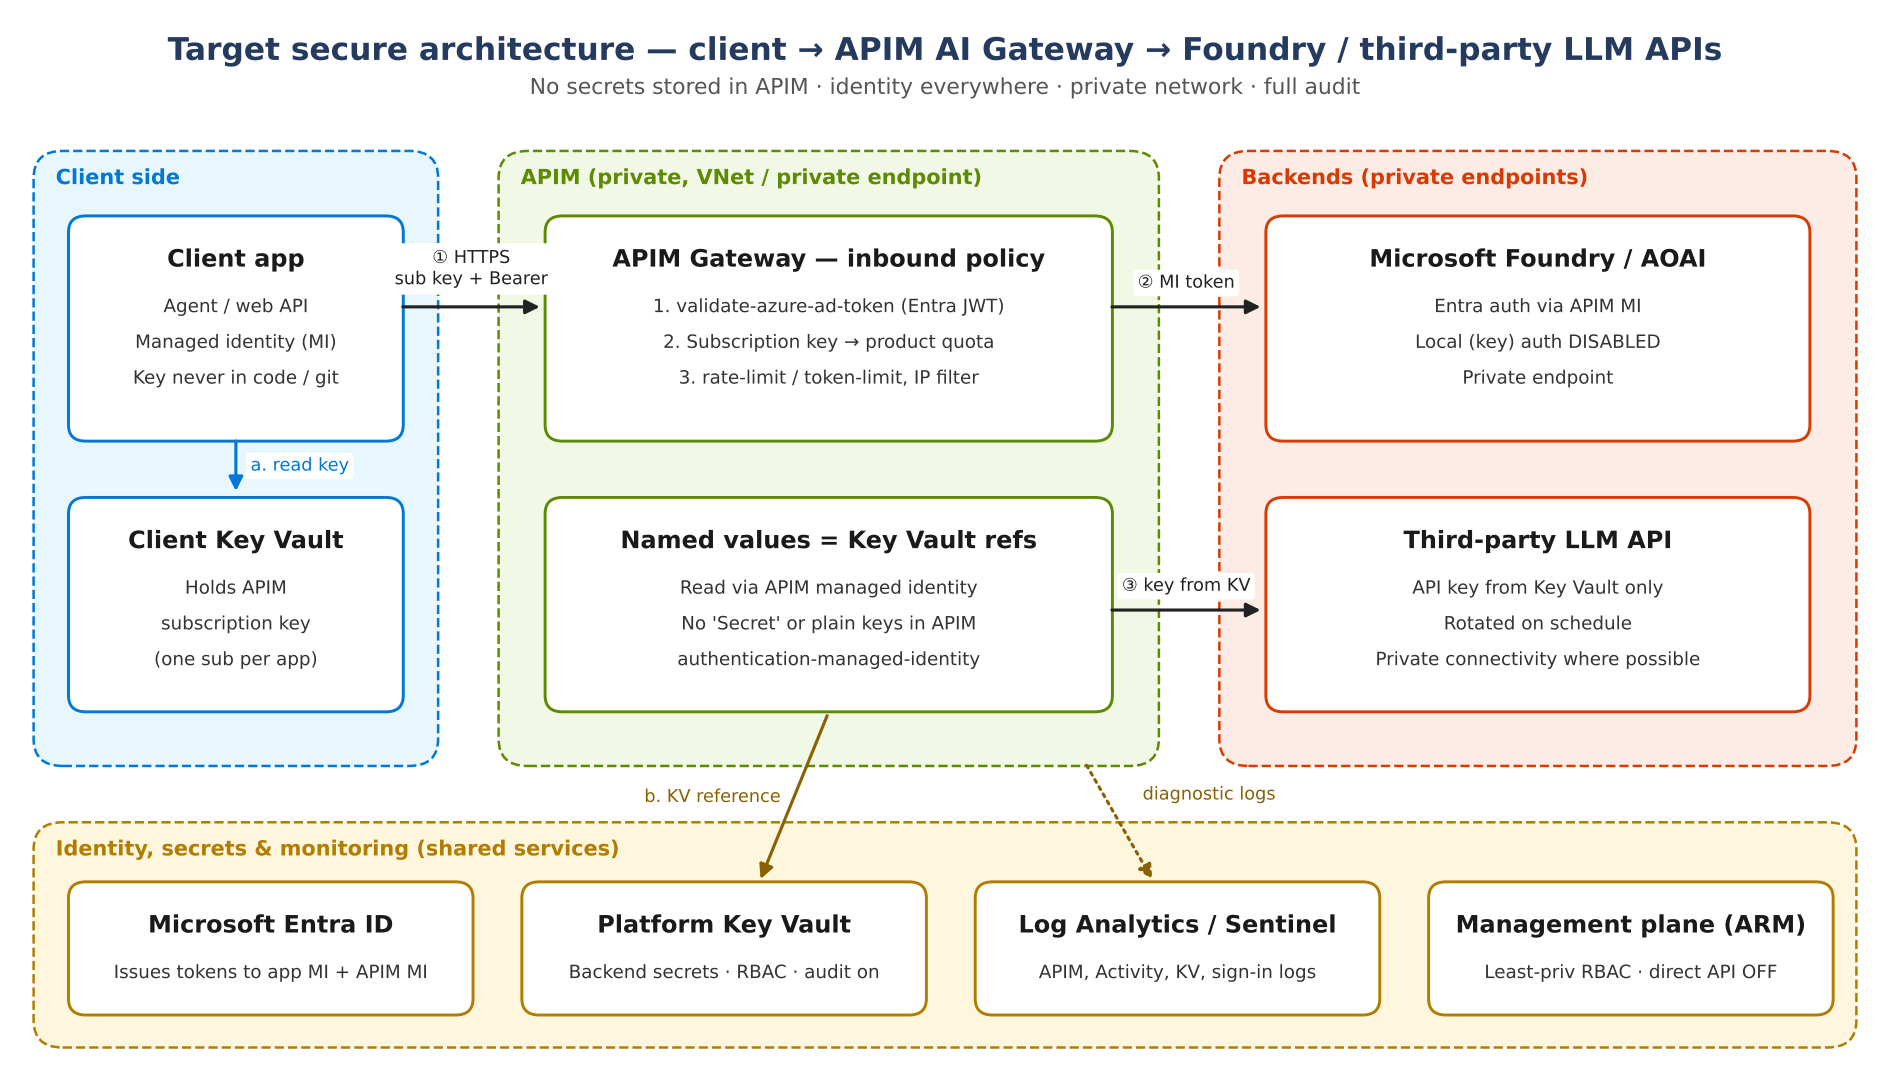 Target secure architecture — client → APIM AI Gateway → Foundry / third-party LLM APIs
No secrets stored in APIM · identity everywhere · private network · full audit
Client side
Client app
Agent / web API
Managed identity (MI)
Key never in code / git
a. read key
Client Key Vault
Holds APIM
subscription key
(one sub per app)
① HTTPS
sub key + Bearer
APIM (private, VNet / private endpoint)
APIM Gateway — inbound policy
1. validate-azure-ad-token (Entra JWT)
2. Subscription key → product quota
3. rate-limit / token-limit, IP filter
Named values = Key Vault refs
Read via APIM managed identity
No 'Secret' or plain keys in APIM
authentication-managed-identity
② MI token
③ key from KV
Backends (private endpoints)
Microsoft Foundry / AOAI
Entra auth via APIM MI
Local (key) auth DISABLED
Private endpoint
Third-party LLM API
API key from Key Vault only
Rotated on schedule
Private connectivity where possible
b. KV reference
diagnostic logs
Identity, secrets & monitoring (shared services)
Microsoft Entra ID
Issues tokens to app MI + APIM MI
Platform Key Vault
Backend secrets · RBAC · audit on
Log Analytics / Sentinel
APIM, Activity, KV, sign-in logs
Management plane (ARM)
Least-priv RBAC · direct API OFF